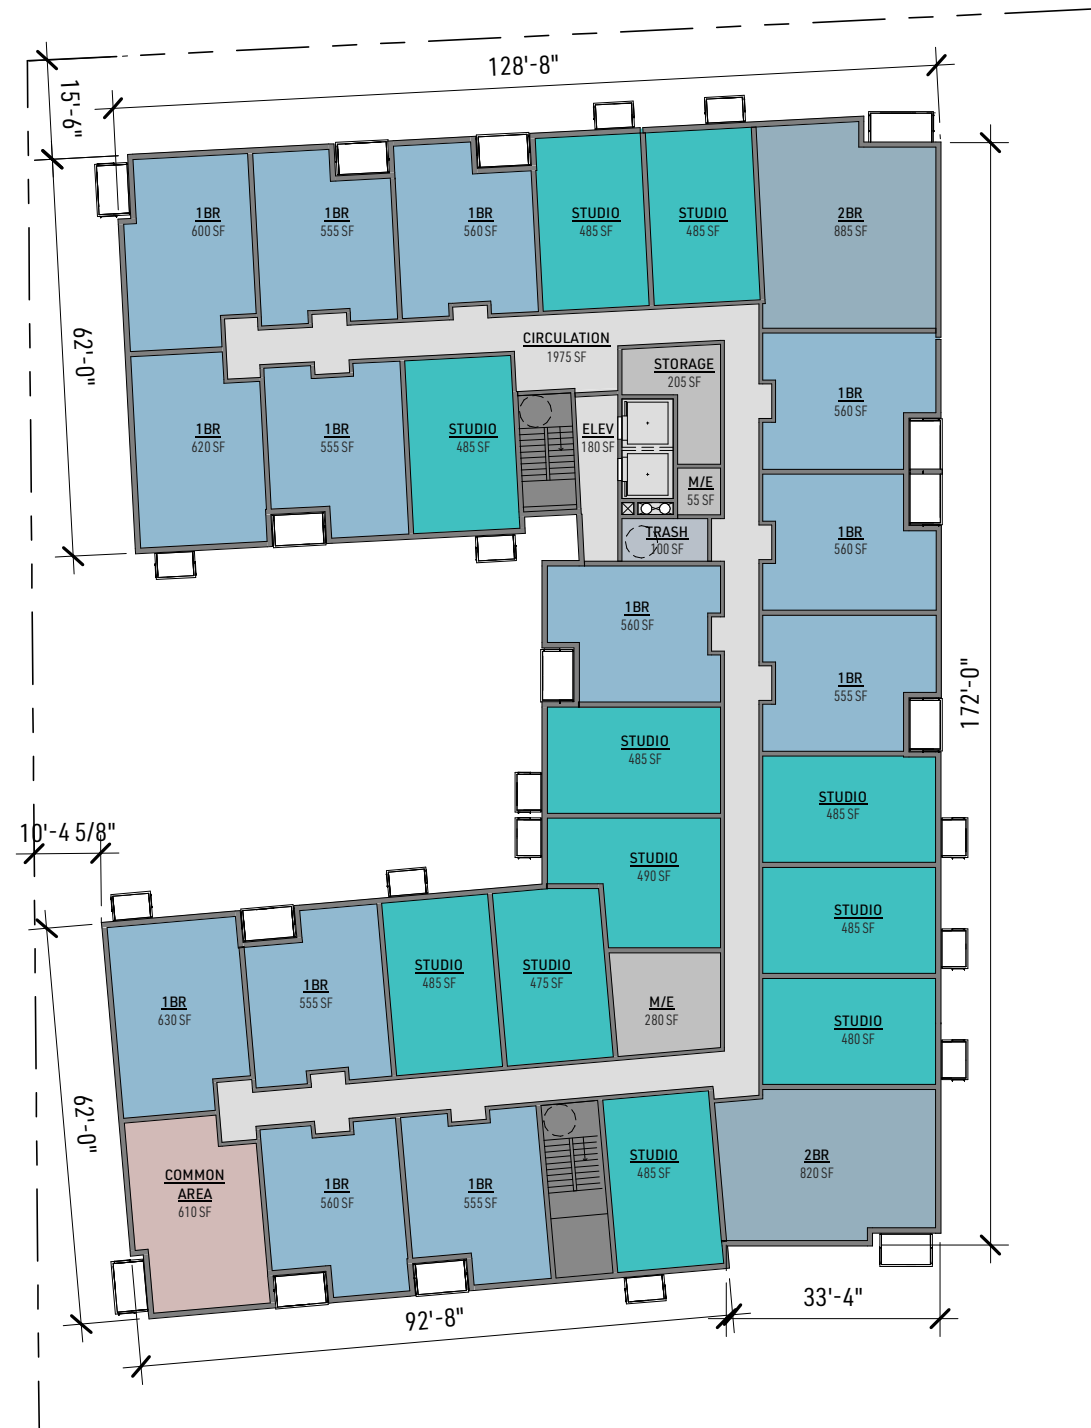 128'-8"
15'-6"
1BR
600 SF
1BR
555 SF
1BR
560 SF
STUDIO
485 SF
STUDIO
485 SF
2BR
885 SF
62'-0"
CIRCULATION
1975 SF
STORAGE
205 SF
1BR
560 SF
1BR
620 SF
1BR
555 SF
STUDIO
485 SF
ELEV
180 SF
M/E
55 SF
TRASH
100 SF
1BR
560 SF
1BR
560 SF
1BR
555 SF
172'-0"
STUDIO
485 SF
STUDIO
485 SF
10'-4 5/8"
STUDIO
490 SF
STUDIO
485 SF
1BR
630 SF
1BR
555 SF
STUDIO
485 SF
STUDIO
475 SF
M/E
280 SF
STUDIO
480 SF
62'-0"
COMMON
AREA
610 SF
1BR
560 SF
1BR
555 SF
STUDIO
485 SF
2BR
820 SF
92'-8"
33'-4"